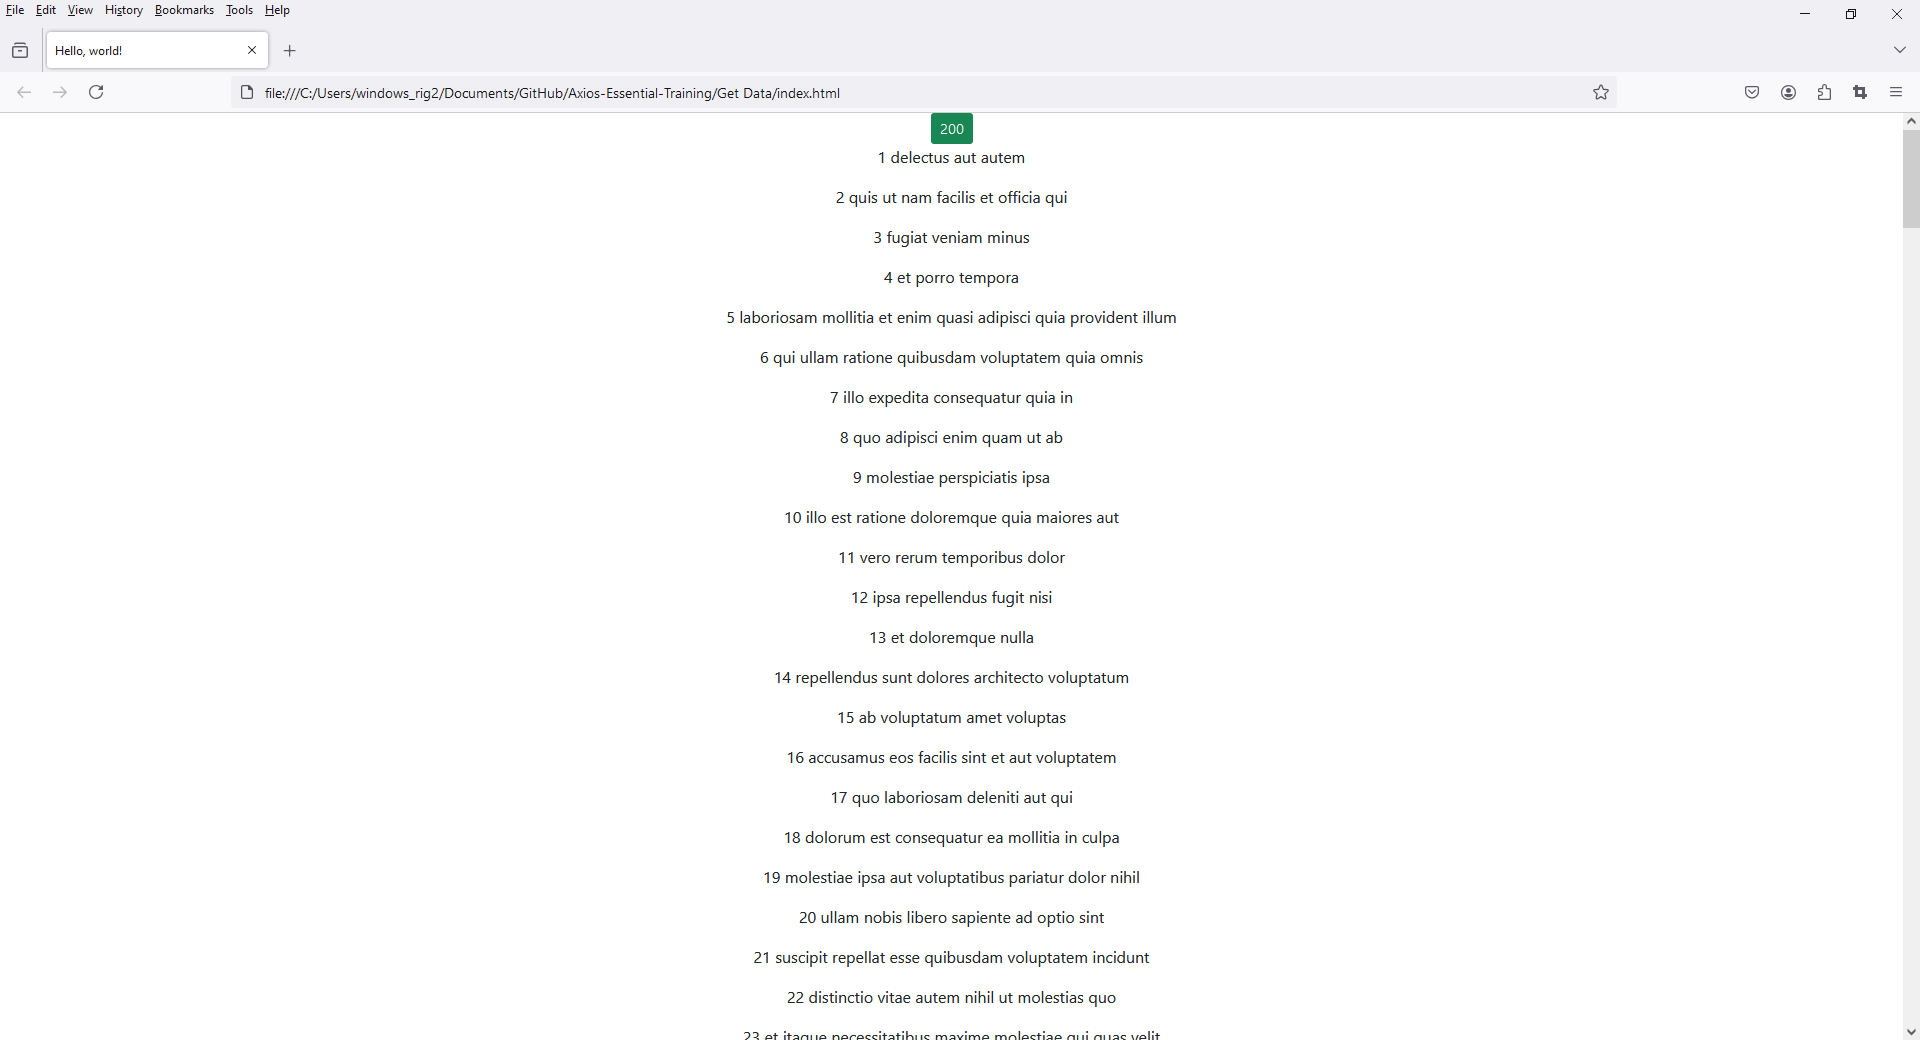 File Edit View History Bookmarks Tools Help
Hello, world!
file:///C:/Users/windows_rig2/Documents/GitHub/Axios-Essential-Training/Get Data/index.html
200
1 delectus aut autem
2 quis ut nam facilis et officia qui
3 fugiat veniam minus
4 et porro tempora
5 laboriosam mollitia et enim quasi adipisci quia provident illum
6 qui ullam ratione quibusdam voluptatem quia omnis
7 illo expedita consequatur quia in
8 quo adipisci enim quam ut ab
9 molestiae perspiciatis ipsa
10 illo est ratione doloremque quia maiores aut
11 vero rerum temporibus dolor
12 ipsa repellendus fugit nisi
13 et doloremque nulla
14 repellendus sunt dolores architecto voluptatum
15 ab voluptatum amet voluptas
16 accusamus eos facilis sint et aut voluptatem
17 quo laboriosam deleniti aut qui
18 dolorum est consequatur ea mollitia in culpa
19 molestiae ipsa aut voluptatibus pariatur dolor nihil
20 ullam nobis libero sapiente ad optio sint
21 suscipit repellat esse quibusdam voluptatem incidunt
22 distinctio vitae autem nihil ut molestias quo
23 et itaque necessitatibus maxime molestiae qui quas velit